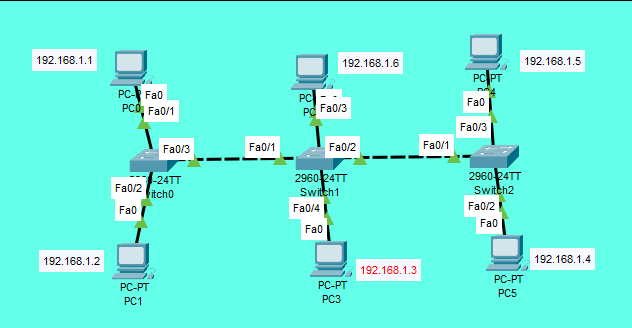 192.168.1.1
PC-
PC0
Fa0
Fa0/1
192.168.1.6
PC
Fa0/3
192.168.1.5
PC-PT
Fa0
Fa0/3
Fa0/3
Fa0/1
Fa0/2
Fa0/1
2960-24TT
Switch1
2960-24TT
Switch2
Fa0/2
Fa0
Fa0/4
Fa0
Fa0/2
Fa0
192.168.1.2
PC-PT
PC1
192.168.1.3
PC-PT
PC3
192.168.1.4
PC-PT
PC5